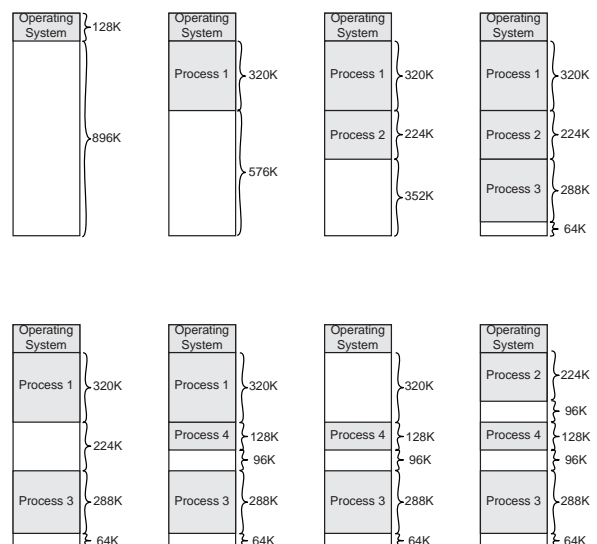 Operating
System
128K
896K
Operating
System
Process 1
320K
576K
Operating
System
Process 1
320K
Process 2
224K
352K
Operating
System
Process 1
320K
Process 2
224K
Process 3
288K
64K
Operating
System
Process 1
320K
224K
Process 3
288K
64K
Operating
System
Process 1
320K
Process 4
128K
96K
Process 3
288K
64K
Operating
System
320K
Process 4
128K
96K
Process 3
288K
64K
Operating
System
Process 2
224K
96K
Process 4
128K
96K
Process 3
288K
64K